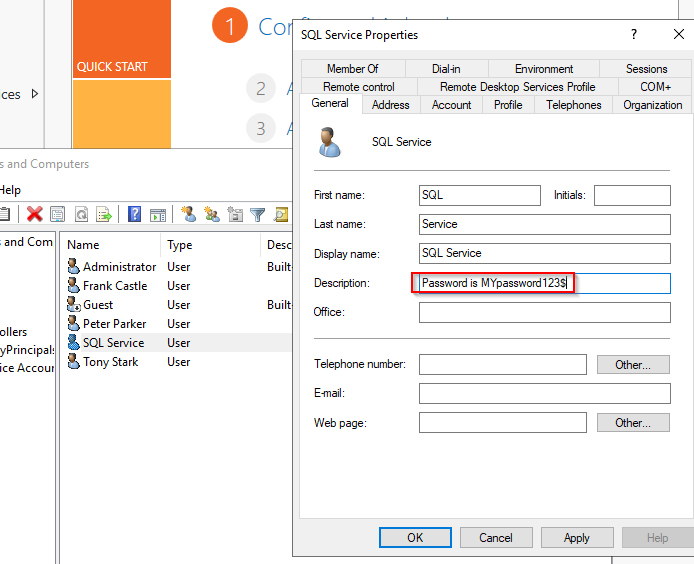 1 Con
QUICK START
2
3
ces
s and Computers
Help
s and Com
ollers
yPrincipals
ice Accour
Name Type Desc
Administrator User Built-
Frank Castle User
Guest User Built-
Peter Parker User
SQL Service User
Tony Stark User
SQL Service Properties ? ×
Member Of Dial-in Environment Sessions
Remote control Remote Desktop Services Profile COM+
General Address Account Profile Telephones Organization
SQL Service
First name: SQL Initials:
Last name: Service
Display name: SQL Service
Description: Password is MYpassword123$
Office:
Telephone number: Other...
E-mail:
Web page: Other...
OK Cancel Apply Help